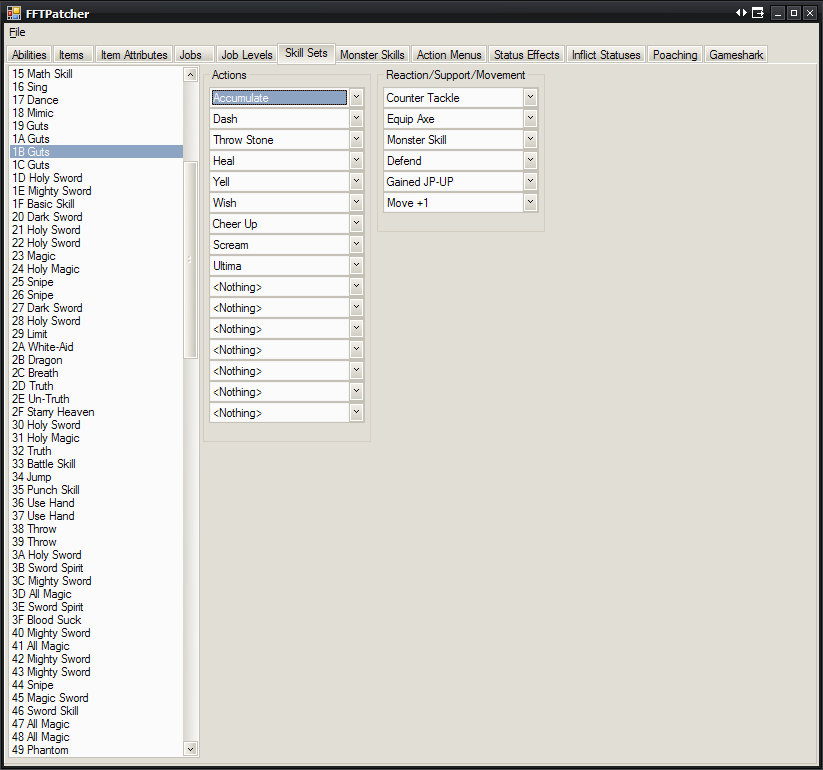 FFTPatcher
File
Abilities Items Item Attributes Jobs Job Levels Skill Sets Monster Skills Action Menus Status Effects Inflict Statuses Poaching Gameshark
15 Math Skill
16 Sing
17 Dance
18 Mimic
19 Guts
1A Guts
1B Guts
1C Guts
1D Holy Sword
1E Mighty Sword
1F Basic Skill
20 Dark Sword
21 Holy Sword
22 Holy Sword
23 Magic
24 Holy Magic
25 Snipe
26 Snipe
27 Dark Sword
28 Holy Sword
29 Limit
2A White-Aid
2B Dragon
2C Breath
2D Truth
2E Un-Truth
2F Starry Heaven
30 Holy Sword
31 Holy Magic
32 Truth
33 Battle Skill
34 Jump
35 Punch Skill
36 Use Hand
37 Use Hand
38 Throw
39 Throw
3A Holy Sword
3B Sword Spirit
3C Mighty Sword
3D All Magic
3E Sword Spirit
3F Blood Suck
40 Mighty Sword
41 All Magic
42 Mighty Sword
43 Mighty Sword
44 Snipe
45 Magic Sword
46 Sword Skill
47 All Magic
48 All Magic
49 Phantom
Actions
Accumulate
Dash
Throw Stone
Heal
Yell
Wish
Cheer Up
Scream
Ultima
<Nothing>
<Nothing>
<Nothing>
<Nothing>
<Nothing>
<Nothing>
<Nothing>
Reaction/Support/Movement
Counter Tackle
Equip Axe
Monster Skill
Defend
Gained JP-UP
Move +1